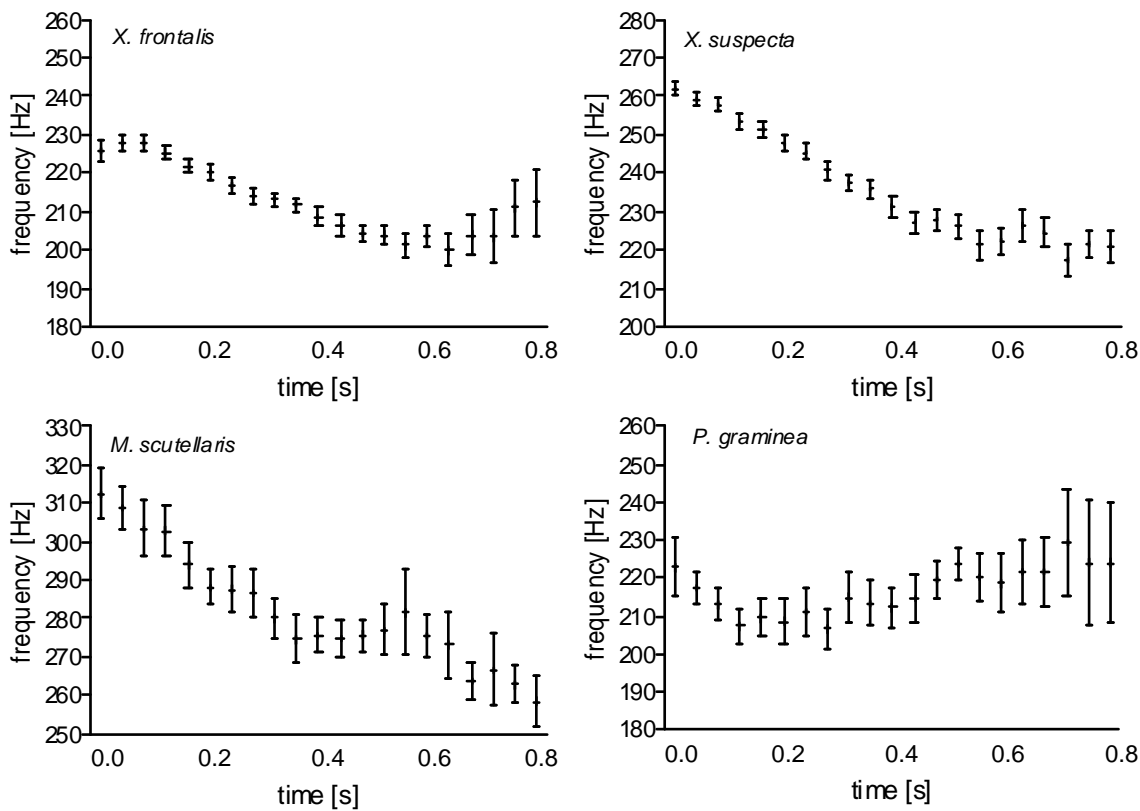 X. frontalis
frequency [Hz]
260
250
240
230
220
210
200
190
180
0.0 0.2 0.4 0.6 0.8
time [s]
X. suspecta
frequency [Hz]
280
270
260
250
240
230
220
210
200
0.0 0.2 0.4 0.6 0.8
time [s]
M. scutellaris
frequency [Hz]
330
320
310
300
290
280
270
260
250
0.0 0.2 0.4 0.6 0.8
time [s]
P. graminea
frequency [Hz]
260
250
240
230
220
210
200
190
180
0.0 0.2 0.4 0.6 0.8
time [s]